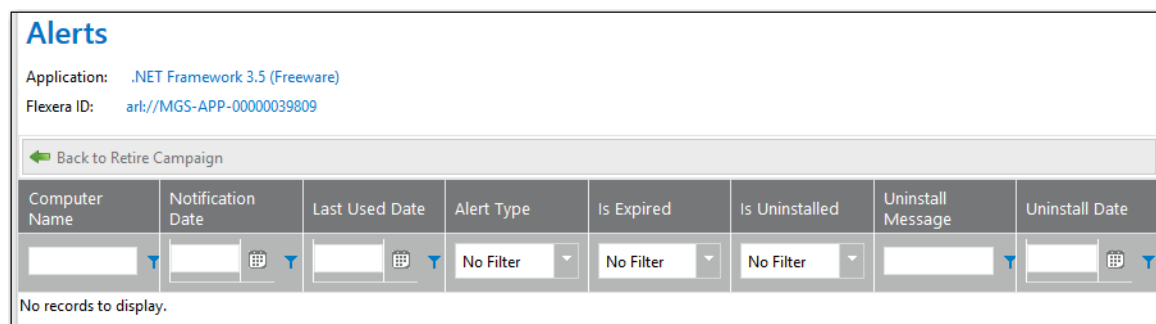 Alerts
Application: .NET Framework 3.5 (Freeware)
Flexera ID: arl://MGS-APP-00000039809
Back to Retire Campaign
Computer Name Notification Date Last Used Date Alert Type Is Expired Is Uninstalled Uninstall Message Uninstall Date
No Filter No Filter No Filter
No records to display.